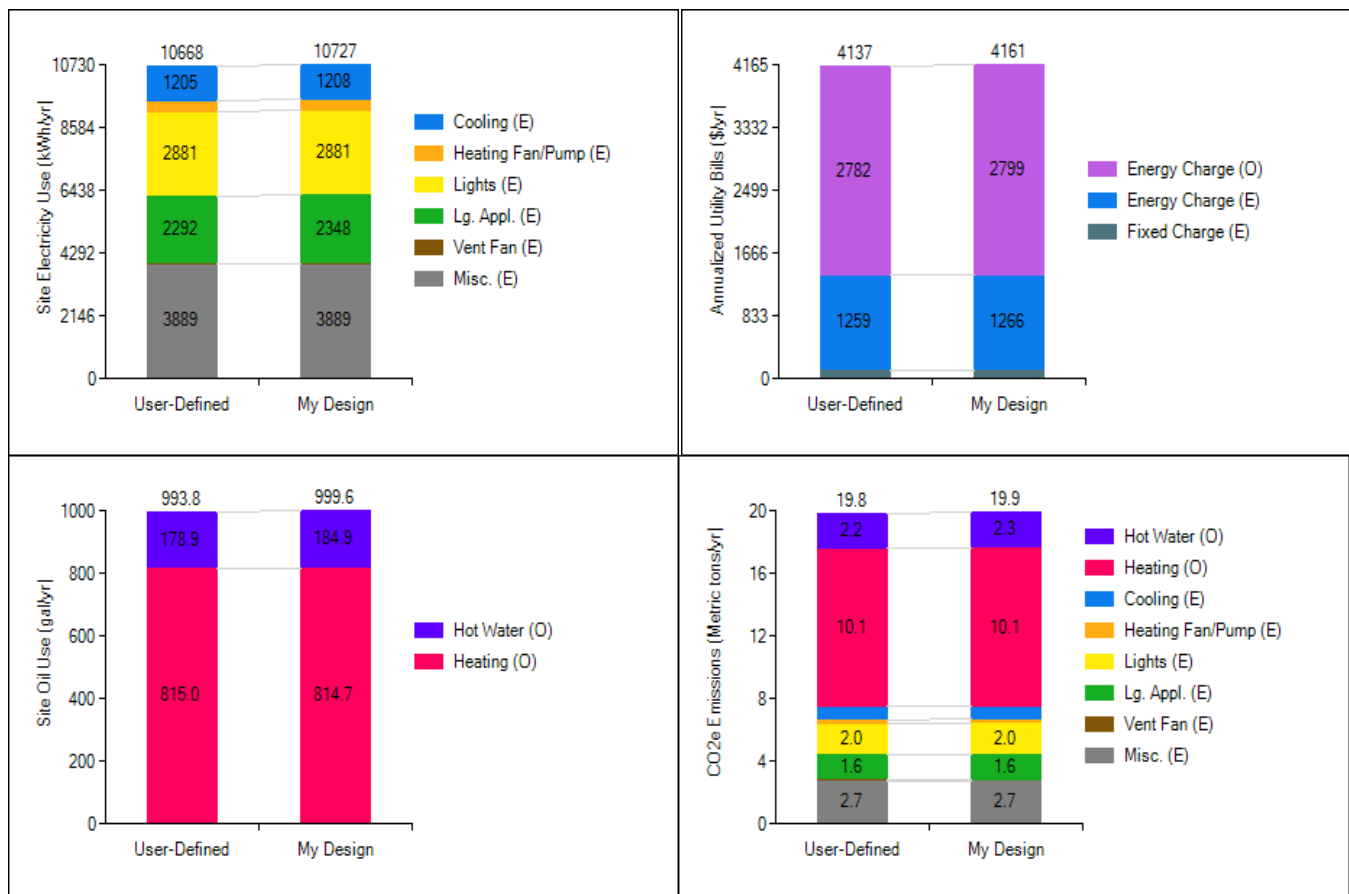 10668
10727
10730
8584
6438
4292
2146
0
Site Electricity Use (kWh/yr|
1205
1208
2881
2881
2292
2348
3889
3889
User-Defined
My Design
Cooling (E)
Heating Fan/Pump (E)
Lights (E)
Lg. Appl. (E)
Vent Fan (E)
Misc. (E)
4137
4161
4165
3332
2499
1666
833
0
Annualized Utility Bills ($/yr|
2782
2799
1259
1266
User-Defined
My Design
Energy Charge (O)
Energy Charge (E)
Fixed Charge (E)
993.8
999.6
1000
800
600
400
200
0
Site Oil Use (gal/yr|
178.9
184.9
815.0
814.7
User-Defined
My Design
Hot Water (O)
Heating (O)
19.8
19.9
20
16
12
8
4
0
CO2e Emissions (Metric tons/yr|
2.2
2.3
10.1
10.1
2.0
2.0
1.6
1.6
2.7
2.7
User-Defined
My Design
Hot Water (O)
Heating (O)
Cooling (E)
Heating Fan/Pump (E)
Lights (E)
Lg. Appl. (E)
Vent Fan (E)
Misc. (E)